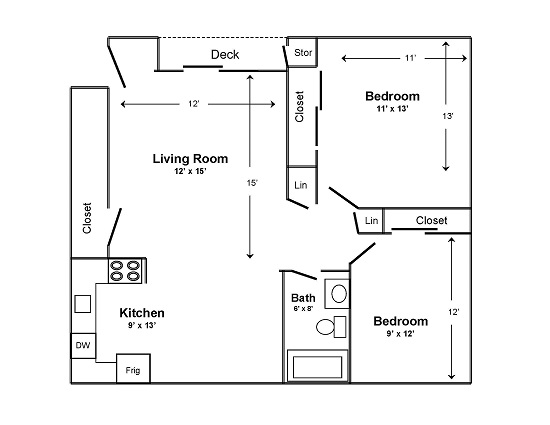 Deck
Stor
11'
Bedroom
11' x 13'
Closet
12'
13'
Living Room
12' x 15'
15'
Lin
Closet
Lin
Closet
Bath
6' x 8'
Kitchen
9' x 13'
12'
Bedroom
9' x 12'
DW
Frig